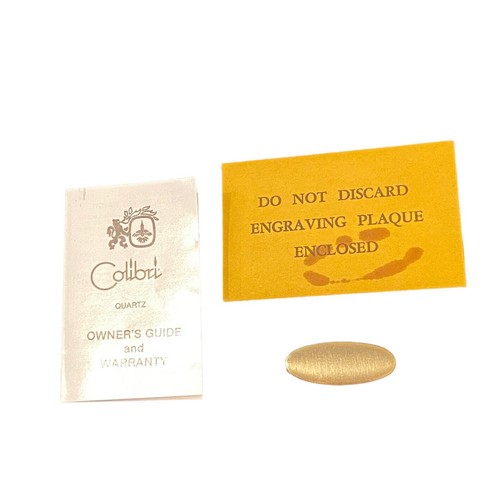 Colibri
QUARTZ
OWNER'S GUIDE
and
WARRANTY
DO NOT DISCARD
ENGRAVING PLAQUE
ENCLOSED